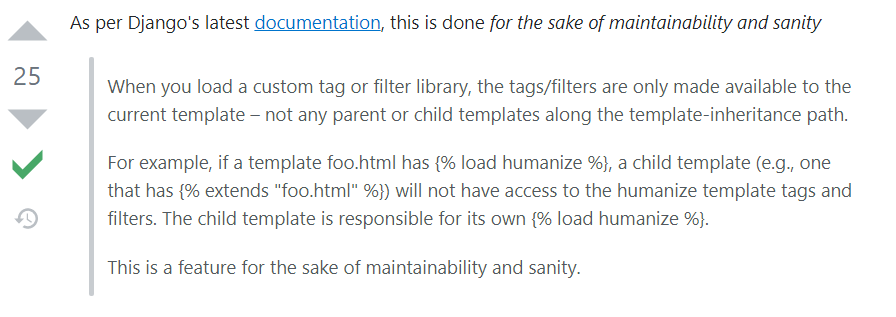 As per Django's latest documentation, this is done for the sake of maintainability and sanity
25
When you load a custom tag or filter library, the tags/filters are only made available to the
current template – not any parent or child templates along the template-inheritance path.
For example, if a template foo.html has {% load humanize %}, a child template (e.g., one
that has {% extends "foo.html" %}) will not have access to the humanize template tags and
filters. The child template is responsible for its own {% load humanize %}.
This is a feature for the sake of maintainability and sanity.